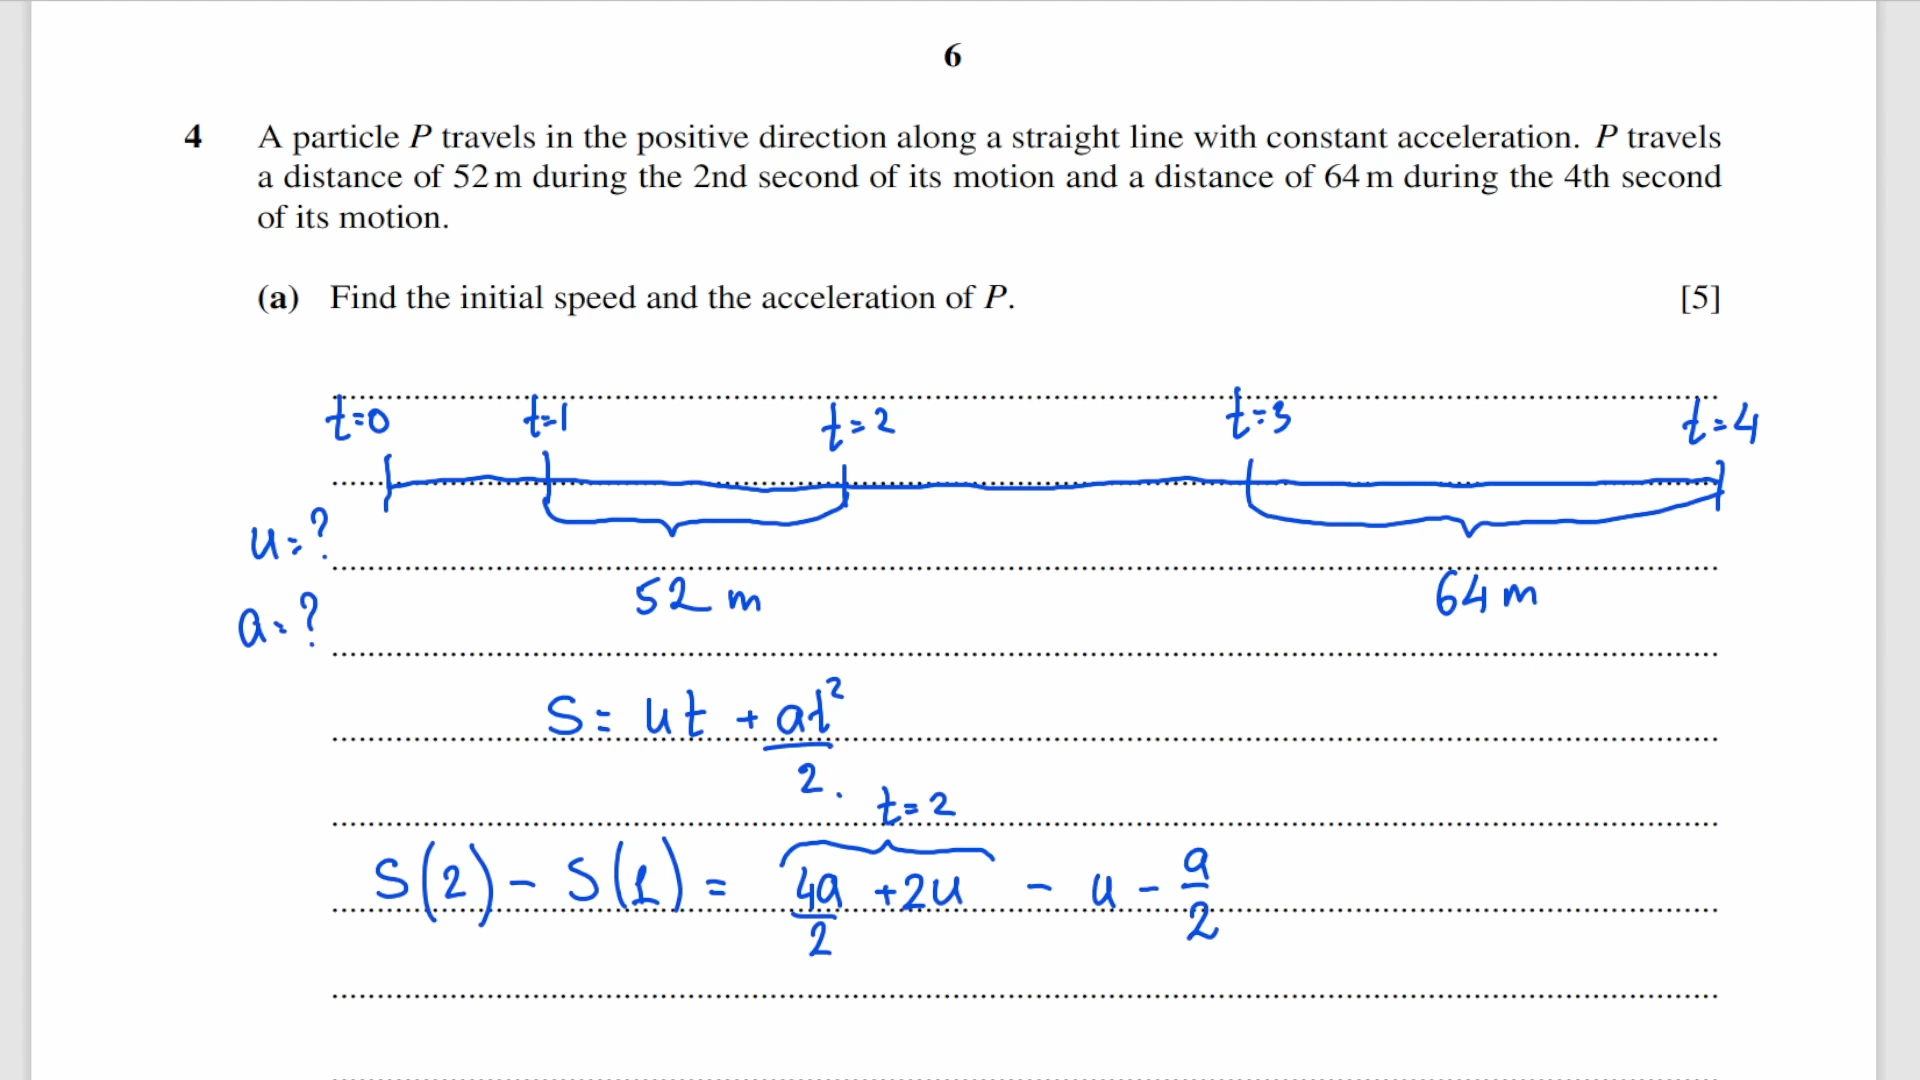 6
4 A particle P travels in the positive direction along a straight line with constant acceleration. P travels
a distance of 52 m during the 2nd second of its motion and a distance of 64 m during the 4th second
of its motion.
(a) Find the initial speed and the acceleration of P. [5]
t=0 t=1 t=2 t=3 t=4
u=?
52 m 64 m
a=?
S= ut + at²/2.
t=2
S(2) - S(1) = 4a/2 +2u - u - a/2